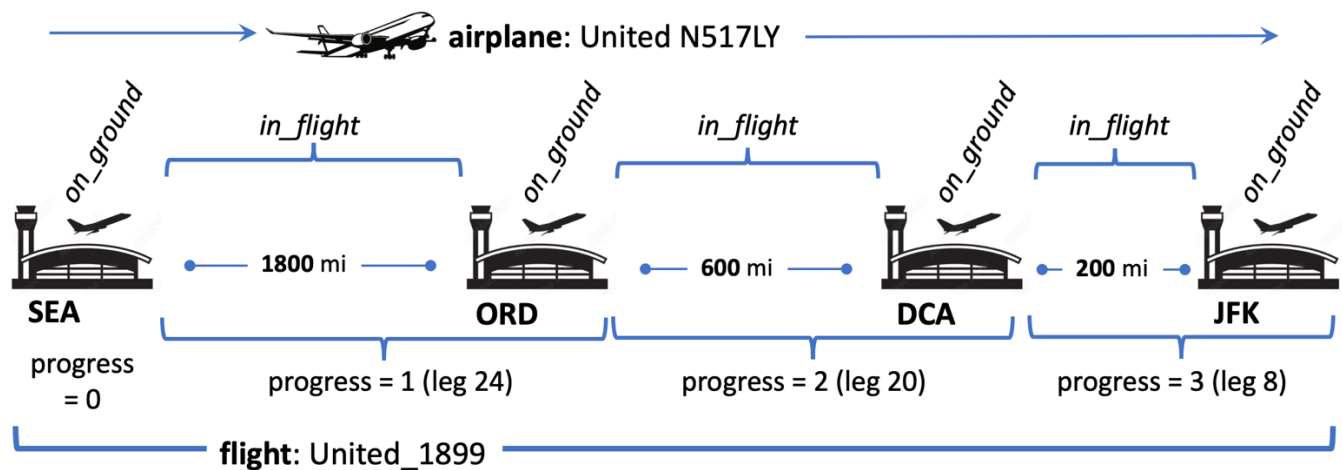 airplane: United N517LY
on_ground
in_flight
on_ground
in_flight
on_ground
in_flight
on_ground
1800 mi
600 mi
200 mi
SEA
ORD
DCA
JFK
progress
= 0
progress = 1 (leg 24)
progress = 2 (leg 20)
progress = 3 (leg 8)
flight: United_1899